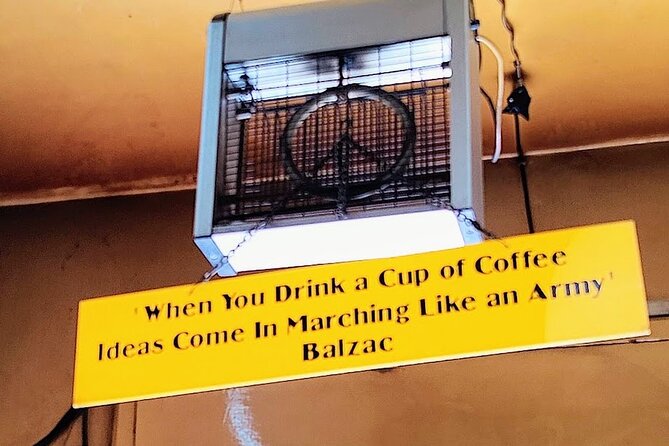 'When You Drink a Cup of Coffee
Ideas Come In Marching Like an Army'
Balzac